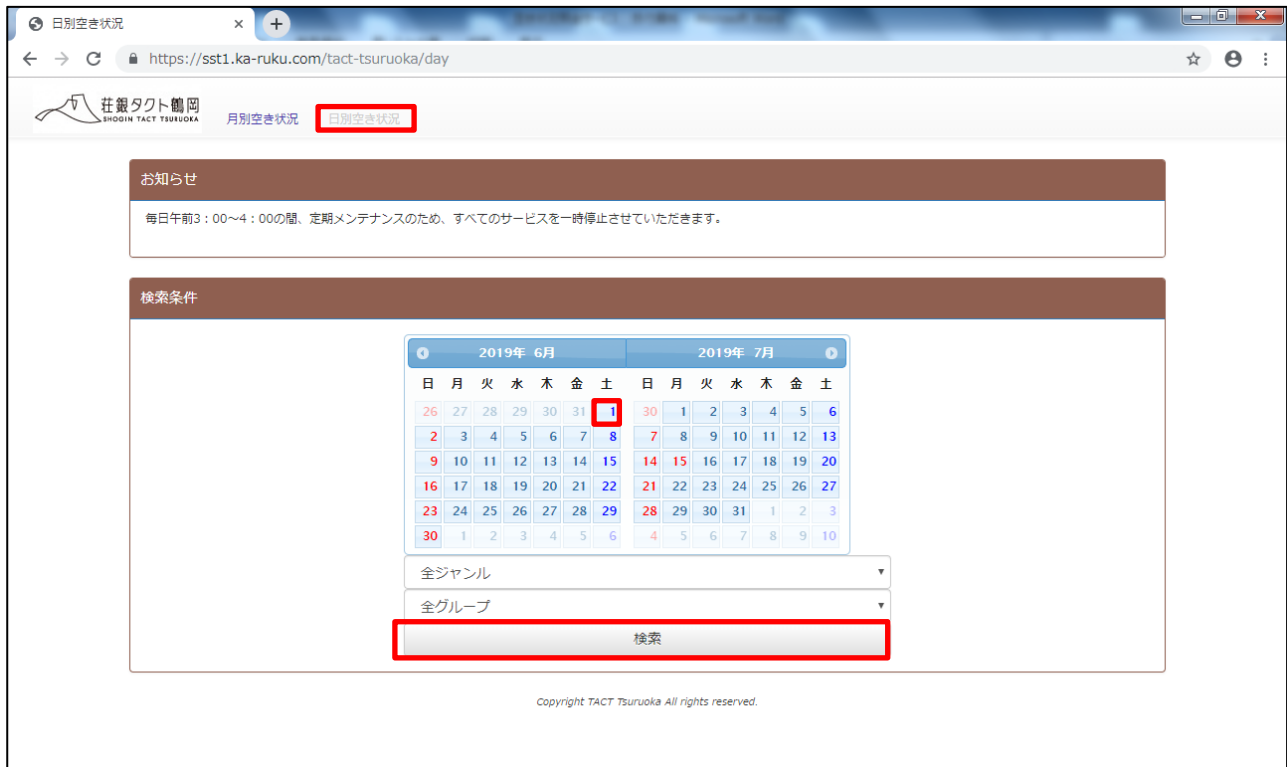 日別空き状況
https://sst1.ka-ruku.com/tact-tsuruoka/day
荘銀タクト鶴岡
SHOGIN TACT TSURUOKA
月別空き状況 日別空き状況
お知らせ
毎日午前3：00～4：00の間、定期メンテナンスのため、すべてのサービスを一時停止させていただきます。
検索条件
2019年 6月 2019年 7月
日 月 火 水 木 金 土 日 月 火 水 木 金 土
26 27 28 29 30 31 1 30 1 2 3 4 5 6
2 3 4 5 6 7 8 7 8 9 10 11 12 13
9 10 11 12 13 14 15 14 15 16 17 18 19 20
16 17 18 19 20 21 22 21 22 23 24 25 26 27
23 24 25 26 27 28 29 28 29 30 31 1 2 3
30 1 2 3 4 5 6 4 5 6 7 8 9 10
全ジャンル
全グループ
検索
Copyright TACT Tsuruoka All rights reserved.